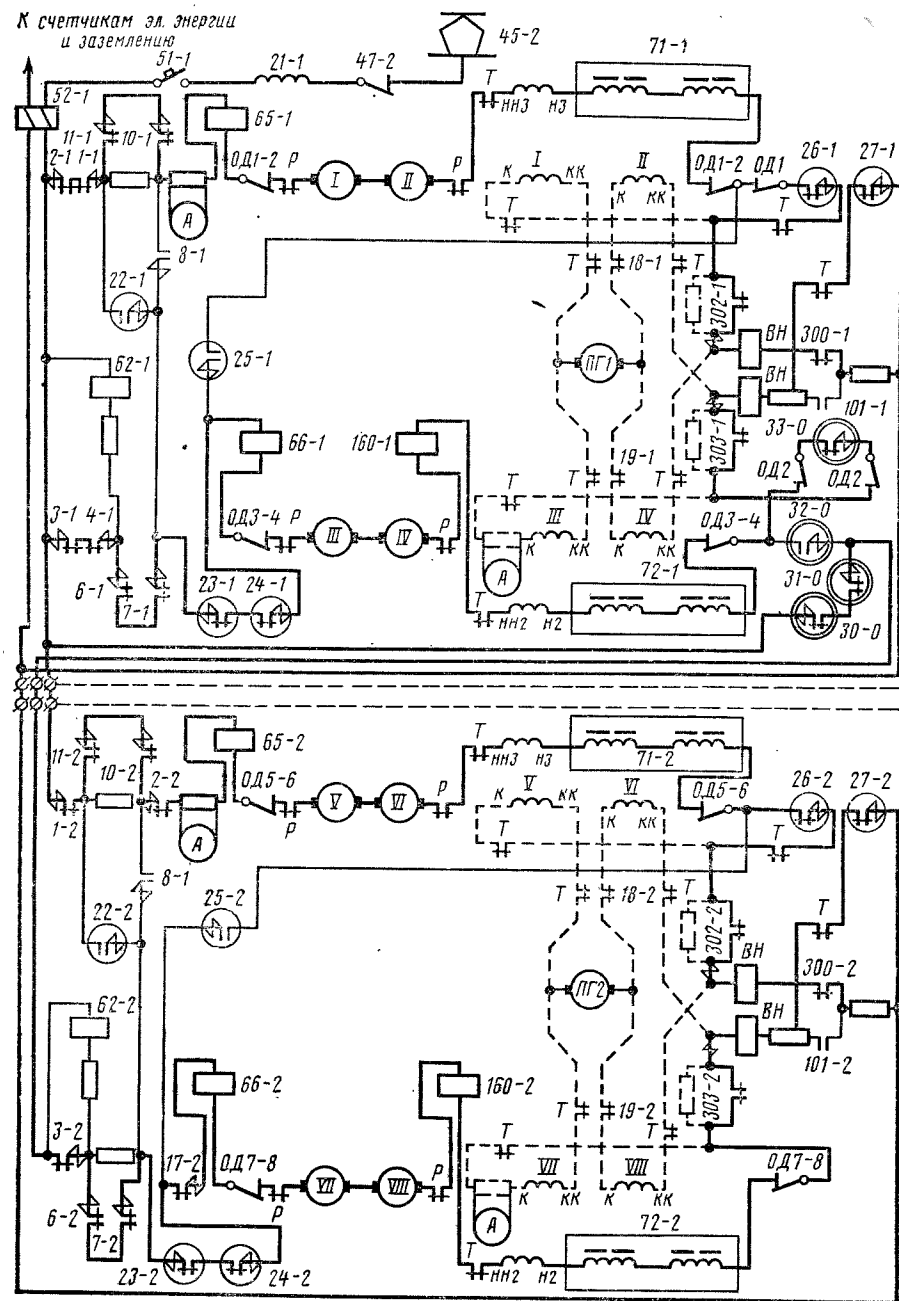 К счетчикам эл. энергии
и заземлению
51-1
21-1
47-2
45-2
71-1
52-1
65-1
Т
нн3
н3
11-1
10-1
2-1
1-1
ОД1-2
Р
I
II
Р
А
I
К
КК
II
К
КК
ОД1-2
ОД1
26-1
27-1
Т
Т
8-1
22-1
Т
18-1
Т
Т
302-1
Т
25-1
ПГ1
ВН
300-1
62-1
ВН
101-1
66-1
160-1
303-1
33-0
Т
19-1
Т
Т
ОД2
ОД2
Т
3-1
4-1
ОД3-4
Р
III
IV
Р
III
К
КК
IV
К
КК
ОД3-4
32-0
А
6-1
7-1
23-1
24-1
72-1
31-0
Т
нн2
н2
30-0
65-2
Т
нн3
н3
71-2
11-2
10-2
2-2
ОД5-6
Р
V
VI
Р
V
К
КК
VI
К
КК
ОД5-6
26-2
27-2
1-2
А
Т
Т
8-1
22-2
25-2
Т
18-2
Т
Т
302-2
Т
ПГ2
ВН
300-2
62-2
ВН
101-2
66-2
160-2
303-2
Т
19-2
Т
Т
Т
3-2
17-2
ОД7-8
Р
VII
VIII
Р
VII
К
КК
VIII
К
КК
ОД7-8
А
6-2
7-2
23-2
24-2
72-2
Т
нн2
н2